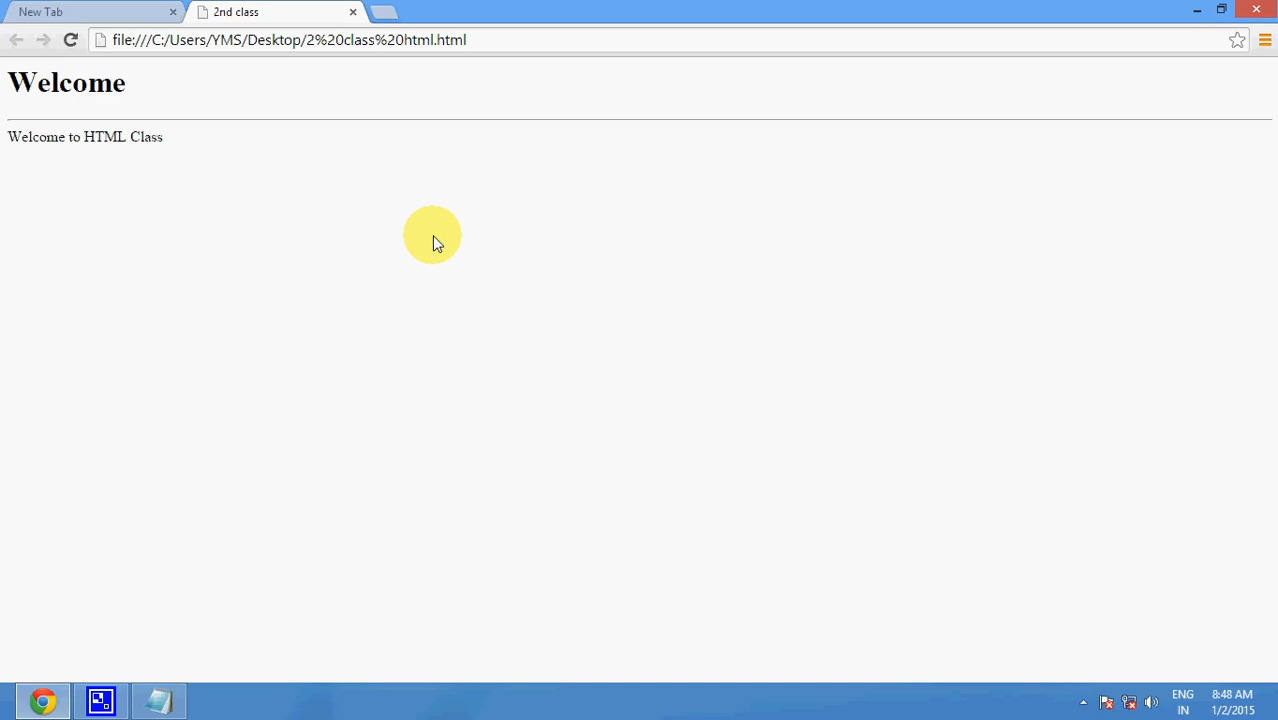 New Tab
2nd class
file:///C:/Users/YMS/Desktop/2%20class%20html.html
Welcome
Welcome to HTML Class
ENG 8:48 AM
IN 1/2/2015